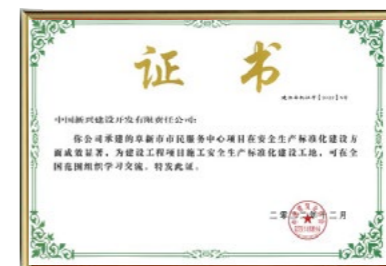 证 书
中国新兴建设开发有限责任公司:
你公司承建的阜新市市民服务中心项目在安全生产标准化建设方
面成效显著，为建设工程项目施工安全生产标准化建设工地，可在全
国范围组织学习交流。特发此证。
二零 二月